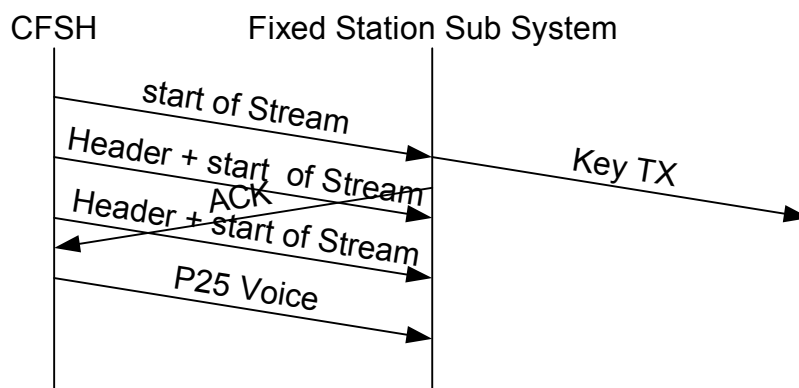 CFSH
Fixed Station Sub System
start of Stream
Key TX
Header + start of Stream
ACK
Header + start of Stream
P25 Voice